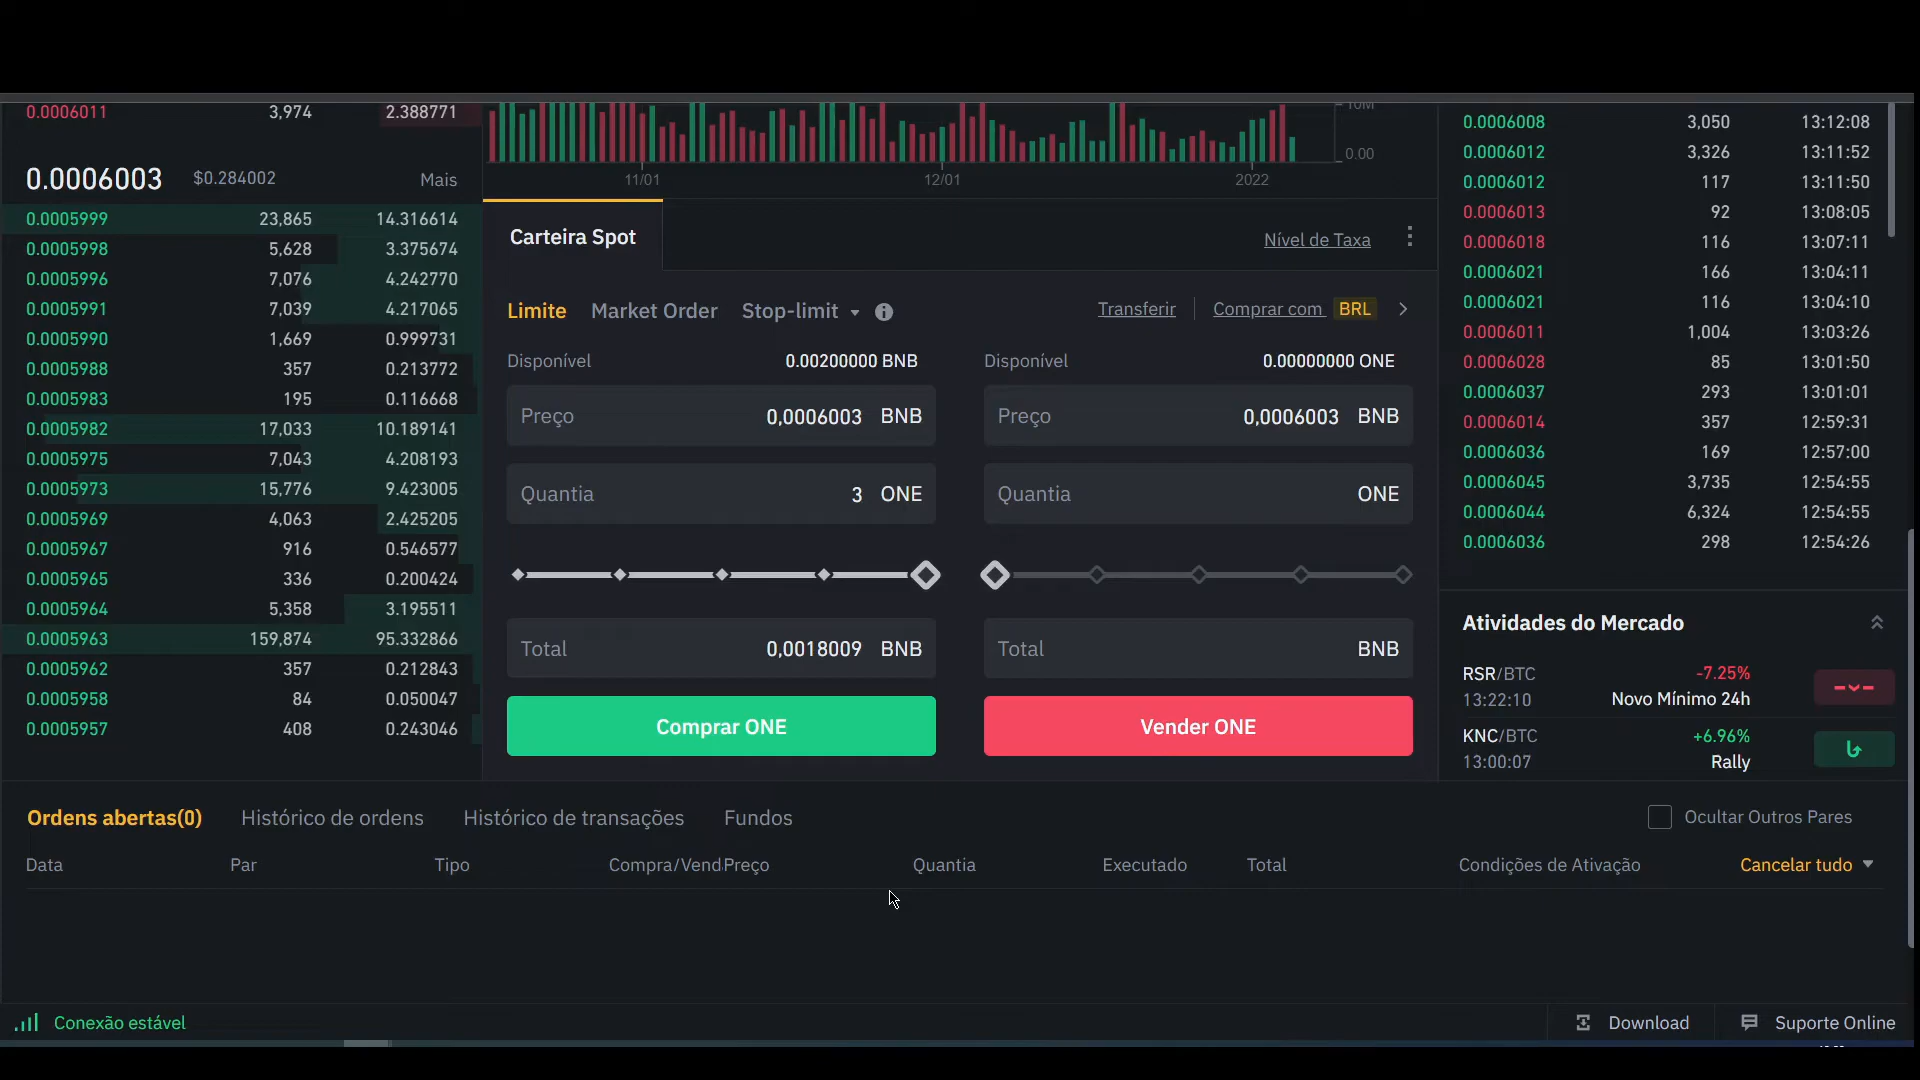 0.0006011 3,974 2.388771
0.0006003 $0.284002 Mais
0.0005999 23,865 14.316614
0.0005998 5,628 3.375674
0.0005996 7,076 4.242770
0.0005991 7,039 4.217065
0.0005990 1,669 0.999731
0.0005988 357 0.213772
0.0005983 195 0.116668
0.0005982 17,033 10.189141
0.0005975 7,043 4.208193
0.0005973 15,776 9.423005
0.0005969 4,063 2.425205
0.0005967 916 0.546577
0.0005965 336 0.200424
0.0005964 5,358 3.195511
0.0005963 159,874 95.332866
0.0005962 357 0.212843
0.0005958 84 0.050047
0.0005957 408 0.243046
10M
0.00
11/01 12/01 2022
Carteira Spot Nível de Taxa
Limite Market Order Stop-limit Transferir Comprar com BRL
Disponível 0.00200000 BNB
Preço 0,0006003 BNB
Quantia 3 ONE
Total 0,0018009 BNB
Comprar ONE
Disponível 0.00000000 ONE
Preço 0,0006003 BNB
Quantia ONE
Total BNB
Vender ONE
0.0006008 3,050 13:12:08
0.0006012 3,326 13:11:52
0.0006012 117 13:11:50
0.0006013 92 13:08:05
0.0006018 116 13:07:11
0.0006021 166 13:04:11
0.0006021 116 13:04:10
0.0006011 1,004 13:03:26
0.0006028 85 13:01:50
0.0006037 293 13:01:01
0.0006014 357 12:59:31
0.0006036 169 12:57:00
0.0006045 3,735 12:54:55
0.0006044 6,324 12:54:55
0.0006036 298 12:54:26
Atividades do Mercado
RSR/BTC -7.25%
13:22:10 Novo Mínimo 24h
KNC/BTC +6.96%
13:00:07 Rally
Ordens abertas(0) Histórico de ordens Histórico de transações Fundos Ocultar Outros Pares
Data Par Tipo Compra/Vend Preço Quantia Executado Total Condições de Ativação Cancelar tudo
Conexão estável Download Suporte Online